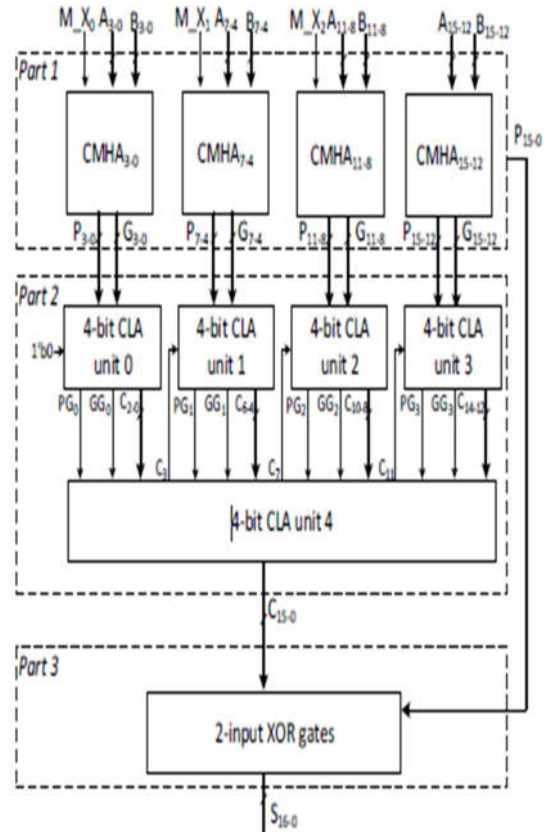 M_X₀ A₃₋₀ B₃₋₀ M_X₁ A₇₋₄ B₇₋₄ M_X₂ A₁₁₋₈ B₁₁₋₈ A₁₅₋₁₂ B₁₅₋₁₂
Part 1
CMHA₃₋₀ CMHA₇₋₄ CMHA₁₁₋₈ CMHA₁₅₋₁₂
P₁₅₋₀
P₃₋₀ G₃₋₀ P₇₋₄ G₇₋₄ P₁₁₋₈ G₁₁₋₈ P₁₅₋₁₂ G₁₅₋₁₂
Part 2
4-bit CLA unit 0
4-bit CLA unit 1
4-bit CLA unit 2
4-bit CLA unit 3
1'b0
PG₀ GG₀ C₂₋₀ PG₁ GG₁ C₆₋₄ PG₂ GG₂ C₁₀₋₈ PG₃ GG₃ C₁₄₋₁₂
C₃ C₇ C₁₁
4-bit CLA unit 4
C₁₅₋₀
Part 3
2-input XOR gates
S₁₆₋₀